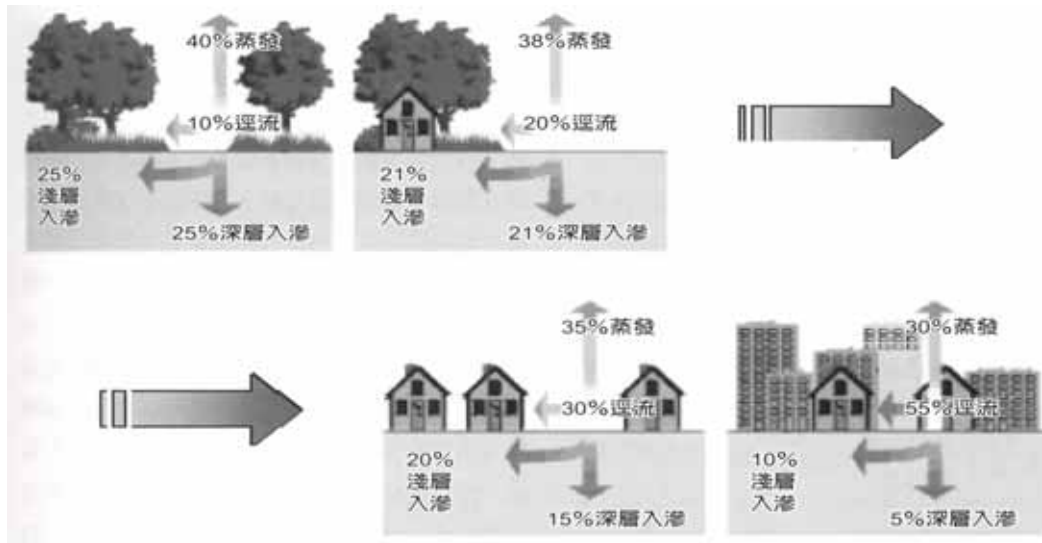 40%蒸發
10%逕流
25%
淺層
入滲
25%深層入滲
38%蒸發
20%逕流
21%
淺層
入滲
21%深層入滲
35%蒸發
30%逕流
20%
淺層
入滲
15%深層入滲
30%蒸發
55%逕流
10%
淺層
入滲
5%深層入滲